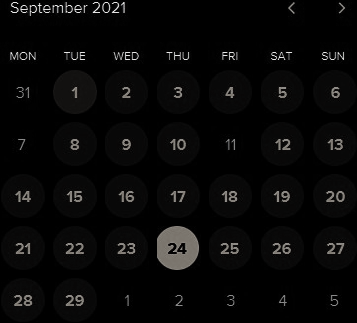 September 2021
MON TUE WED THU FRI SAT SUN
31 1 2 3 4 5 6
7 8 9 10 11 12 13
14 15 16 17 18 19 20
21 22 23 24 25 26 27
28 29 1 2 3 4 5